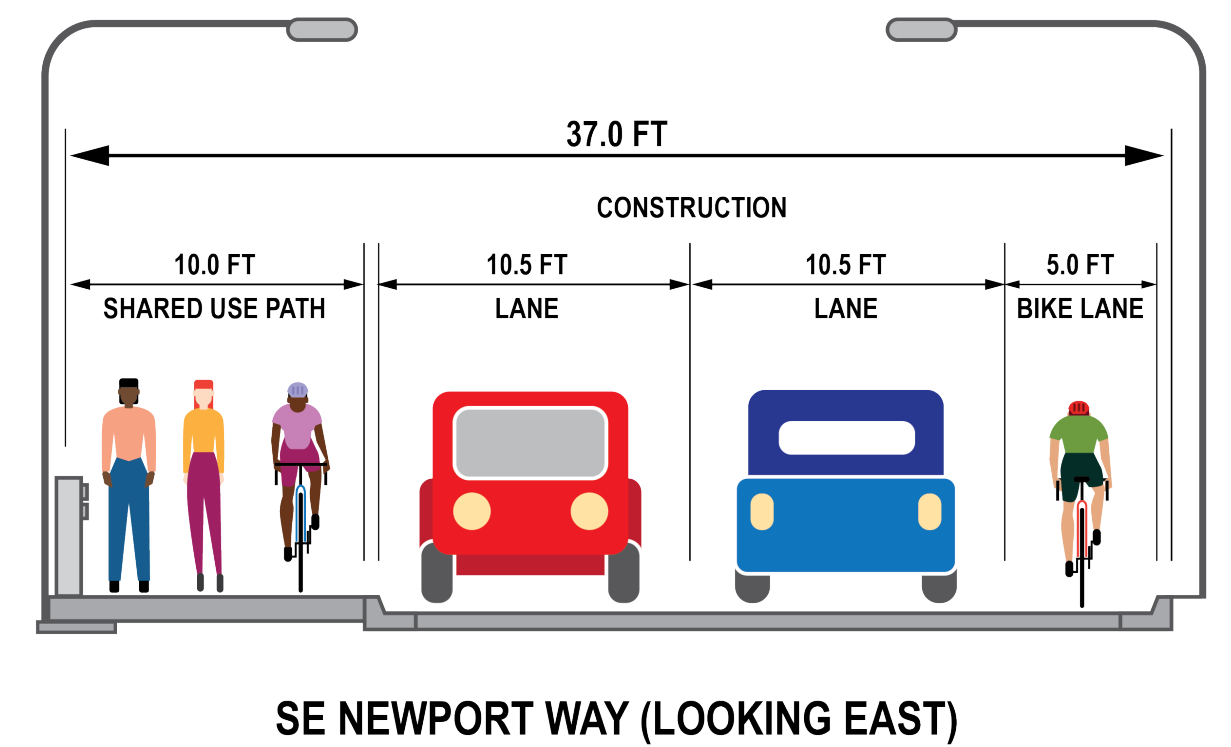 37.0 FT
CONSTRUCTION
10.0 FT
SHARED USE PATH
10.5 FT
LANE
10.5 FT
LANE
5.0 FT
BIKE LANE
SE NEWPORT WAY (LOOKING EAST)